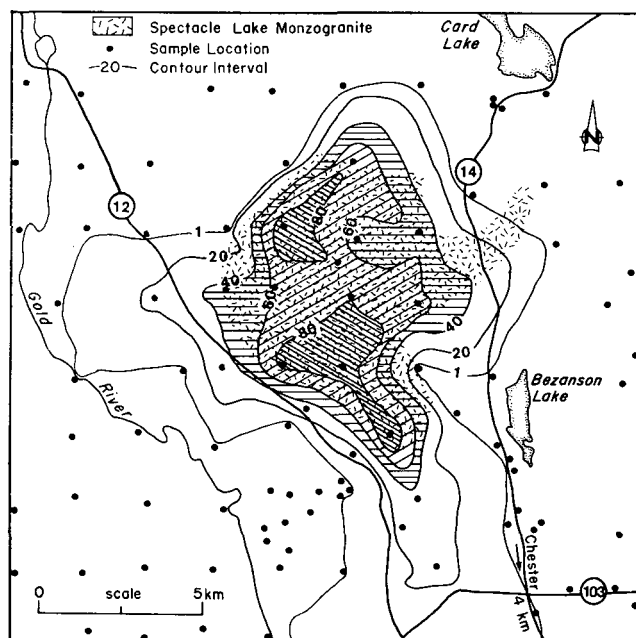 Spectacle Lake Monzogranite
Sample Location
-20- Contour Interval
Card
Lake
N
14
12
1
20
40
60
80
60
80
40
20
1
Gold
River
Bezanson
Lake
Chester
4 km
103
0 scale 5km